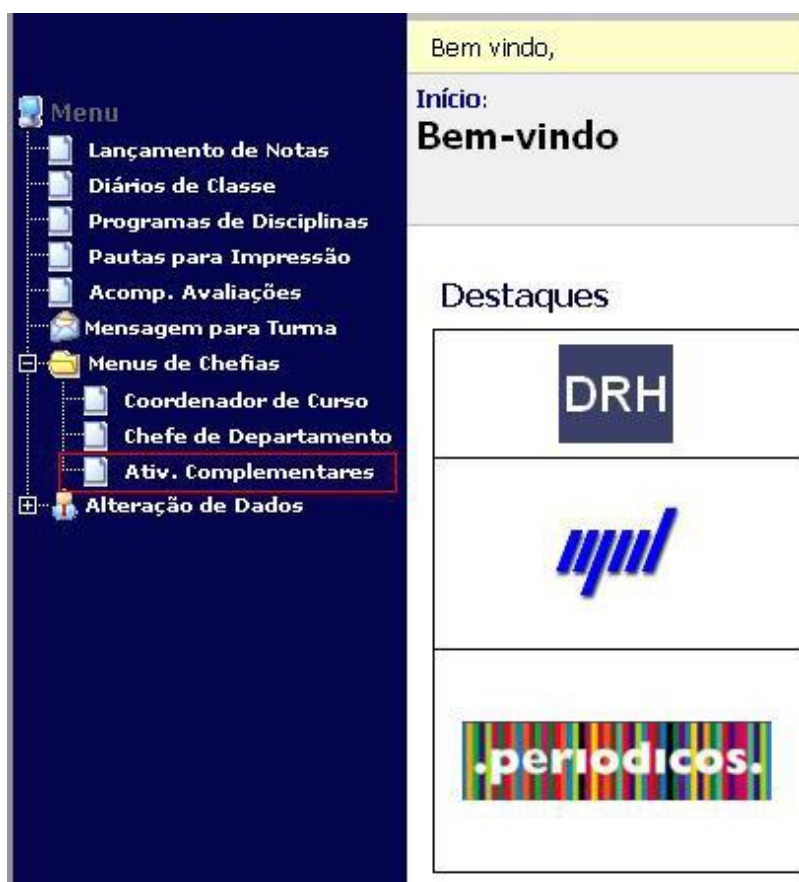 Menu
Lançamento de Notas
Diários de Classe
Programas de Disciplinas
Pautas para Impressão
Acomp. Avaliações
Mensagem para Turma
Menus de Chefias
Coordenador de Curso
Chefe de Departamento
Ativ. Complementares
Alteração de Dados
Bem vindo,
Início:
Bem-vindo
Destaques
DRH
.periodicos.